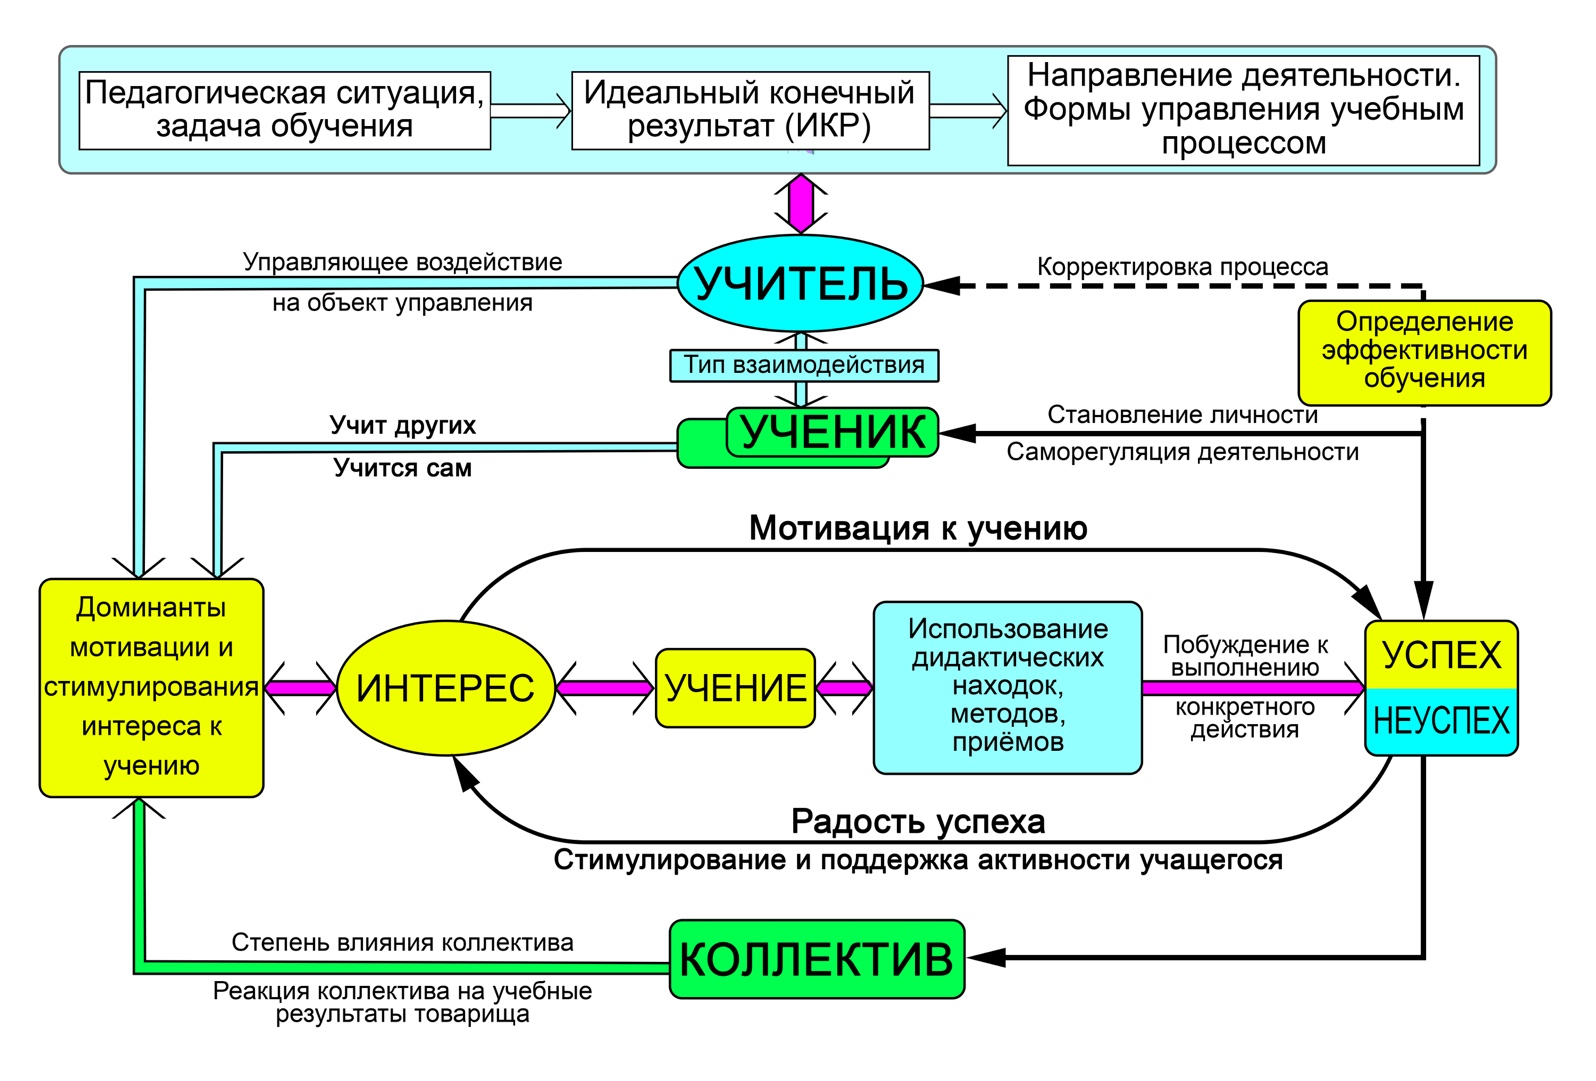 Педагогическая ситуация,
задача обучения
Идеальный конечный
результат (ИКР)
Направление деятельности.
Формы управления учебным
процессом
Управляющее воздействие
на объект управления
УЧИТЕЛЬ
Корректировка процесса
Определение
эффективности
обучения
Тип взаимодействия
Учит других
Учится сам
УЧЕНИК
Становление личности
Саморегуляция деятельности
Мотивация к учению
Доминанты
мотивации и
стимулирования
интереса к
учению
ИНТЕРЕС
УЧЕНИЕ
Использование
дидактических
находок,
методов,
приёмов
Побуждение к
выполнению
конкретного
действия
УСПЕХ
НЕУСПЕХ
Радость успеха
Стимулирование и поддержка активности учащегося
КОЛЛЕКТИВ
Степень влияния коллектива
Реакция коллектива на учебные
результаты товарища